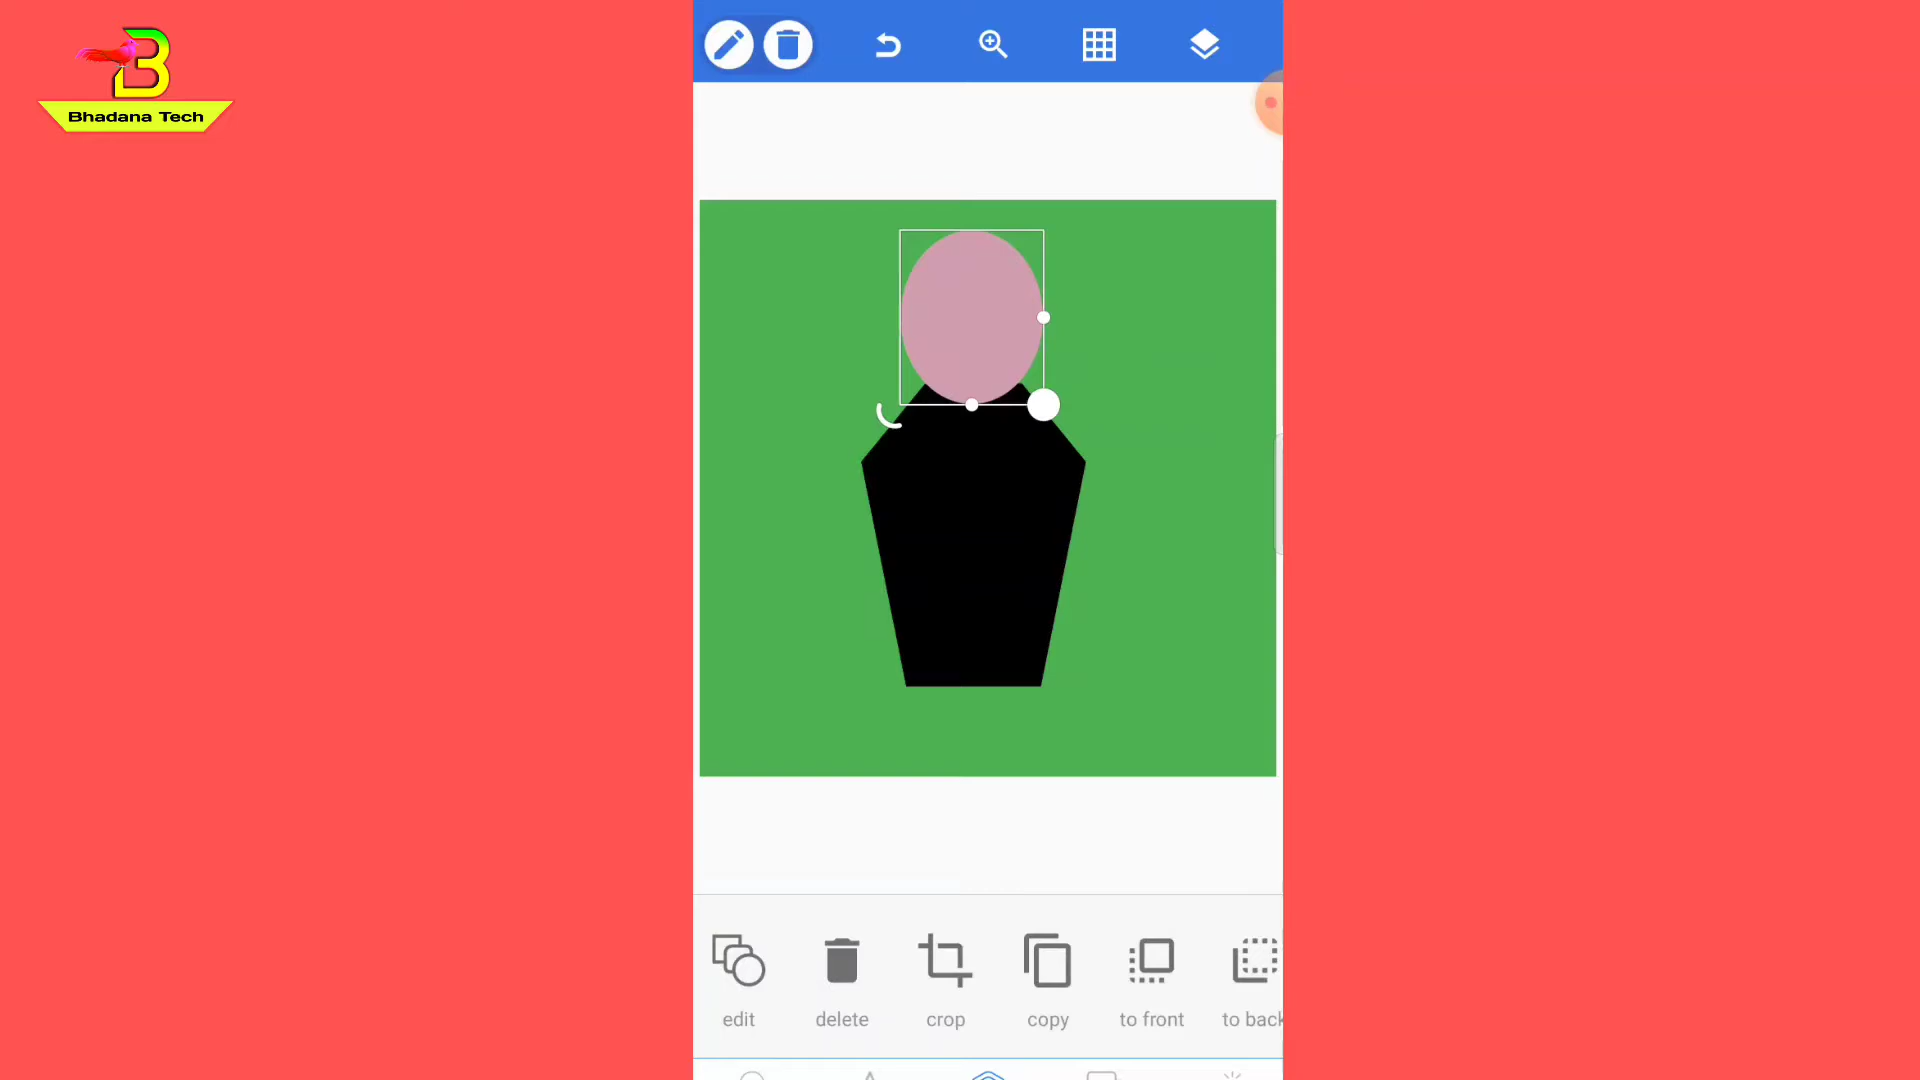 B
Bhadana Tech
edit
delete
crop
copy
to front
to back